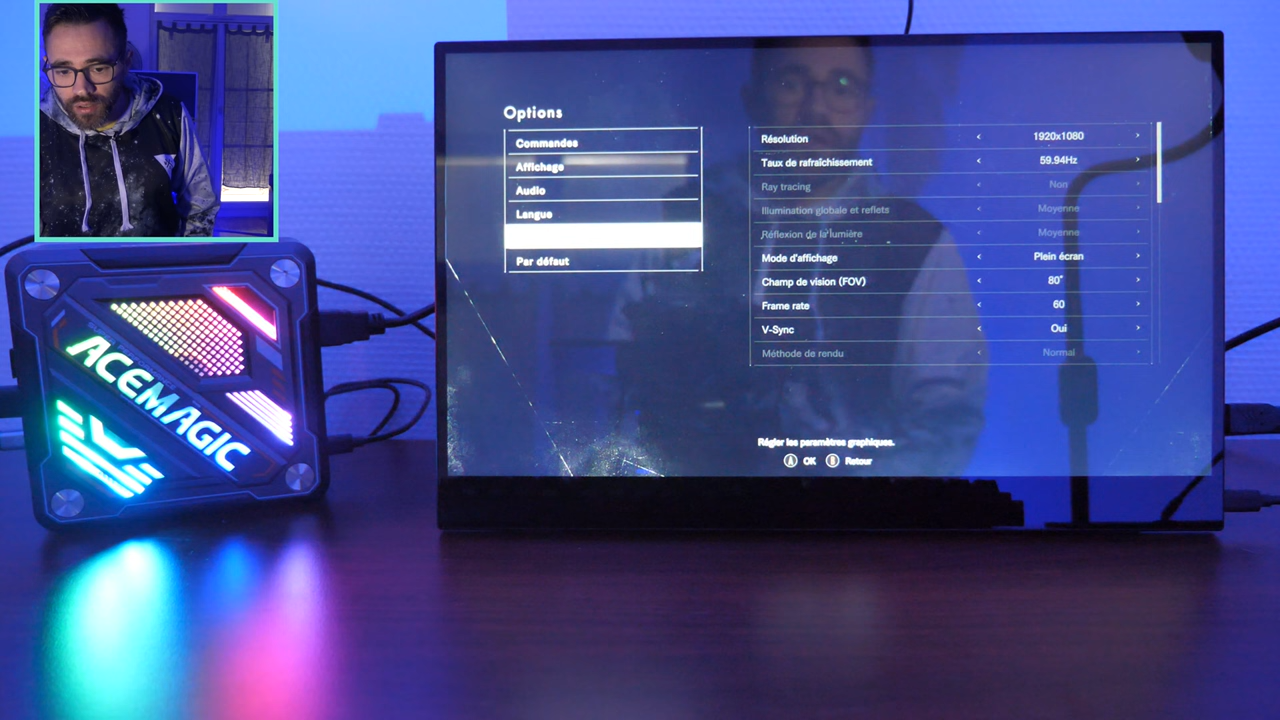 Options
Commandes
Affichage
Audio
Langue
Par défaut
Résolution < 1920x1080 >
Taux de rafraîchissement < 59.94Hz >
Ray tracing < Non >
Illumination globale et reflets < Moyenne >
Réflexion de la lumière < Moyenne >
Mode d'affichage < Plein écran >
Champ de vision (FOV) < 80° >
Frame rate < 60 >
V-Sync < Oui >
Méthode de rendu < Normal >
Régler les paramètres graphiques.
A OK B Retour
ACEMAGIC